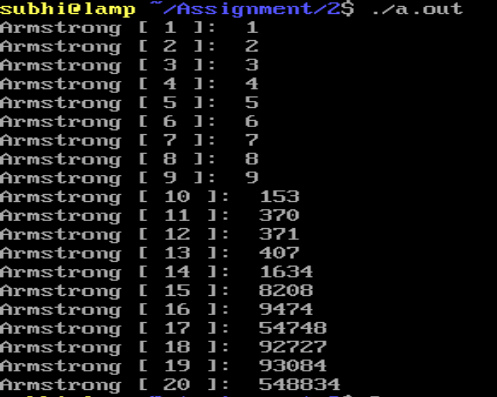 subhi@lamp ~/Assignment/2$ ./a.out
Armstrong [ 1 ]:  1
Armstrong [ 2 ]:  2
Armstrong [ 3 ]:  3
Armstrong [ 4 ]:  4
Armstrong [ 5 ]:  5
Armstrong [ 6 ]:  6
Armstrong [ 7 ]:  7
Armstrong [ 8 ]:  8
Armstrong [ 9 ]:  9
Armstrong [ 10 ]:  153
Armstrong [ 11 ]:  370
Armstrong [ 12 ]:  371
Armstrong [ 13 ]:  407
Armstrong [ 14 ]:  1634
Armstrong [ 15 ]:  8208
Armstrong [ 16 ]:  9474
Armstrong [ 17 ]:  54748
Armstrong [ 18 ]:  92727
Armstrong [ 19 ]:  93084
Armstrong [ 20 ]:  548834